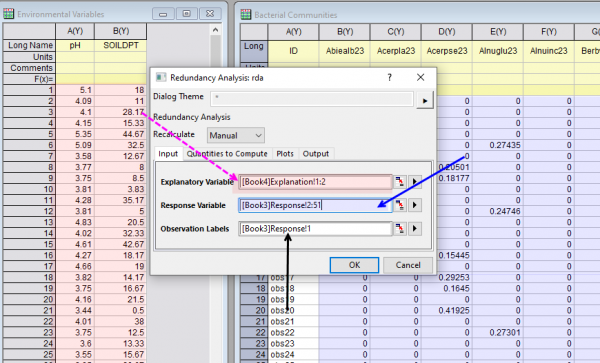 Environmental Variables
A(Y) B(Y)
Long Name pH SOILDPT
Units
Comments
F(x)=
1 5.1 18
2 4.09 11
3 4.1 28.17
4 4.15 15.33
5 5.35 44.67
6 5.09 32.5
7 3.58 12.67
8 3.77 8
9 3.75 8.5
10 3.81 3.83
11 4.28 35.17
12 3.81 5
13 4.83 20.5
14 4.02 32.33
15 4.61 42.67
16 4.27 18.17
17 4.66 19
18 3.82 14.17
19 3.75 16.67
20 4.16 21.5
21 3.44 0.5
22 4.01 38
23 3.75 12.5
24 3.6 13.33
25 3.55 15.67
Bacterial Communities
A(Y) B(Y) C(Y) D(Y) E(Y) F(Y)
Long ID Abiealb23 Acerpla23 Acerpse23 Alnuglu23 Alnuinc23 Berb
Redundancy Analysis: rda
Dialog Theme *
Redundancy Analysis
Recalculate Manual
Input Quantities to Compute Plots Output
Explanatory Variable [Book4]Explanation!1:2
Response Variable [Book3]Response!2:51
Observation Labels [Book3]Response!1
OK Cancel
0 0 0
0 0 0
0 0 0
0 0 0
0 0.27435 0
0 0 0
0.20501 0 0
0.18177 0 0
0 0 0
0 0 0
0 0.24746 0
0 0 0
0 0 0
0 0 0
0.15445 0 0
17 0.29253 0 0
18 obs18 0 0 0.1645 0 0
19 obs19 0 0 0 0 0
20 obs20 0 0 0.41925 0 0
21 obs21 0 0 0 0 0
22 obs22 0 0 0 0.27301 0
23 obs23 0 0 0 0 0
24 obs24 0 0 0 0 0